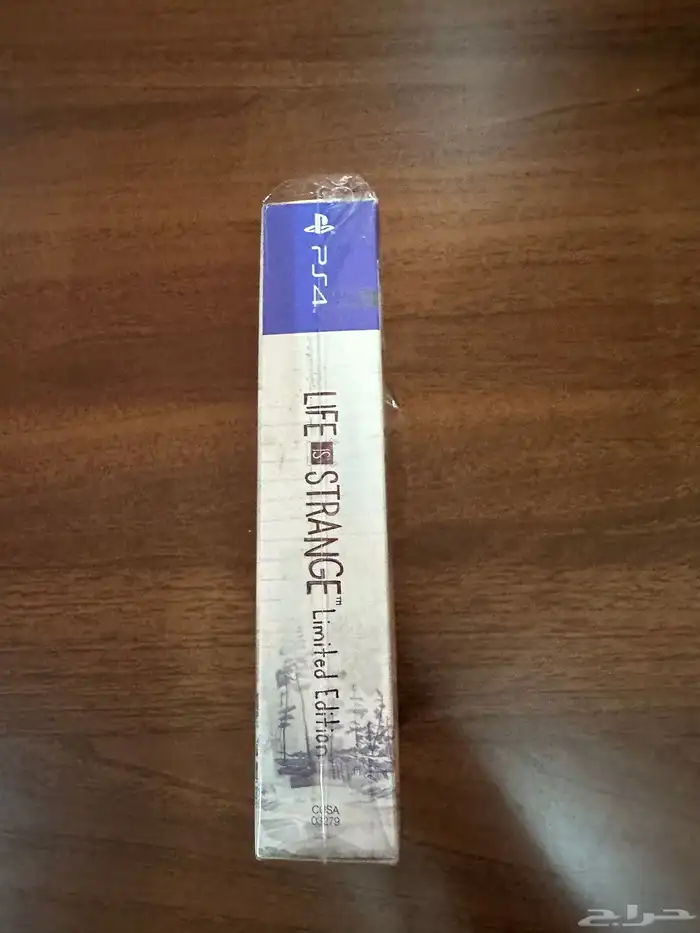 PS4
LIFE IS STRANGE™
Limited Edition
CUSA
03279
حراج